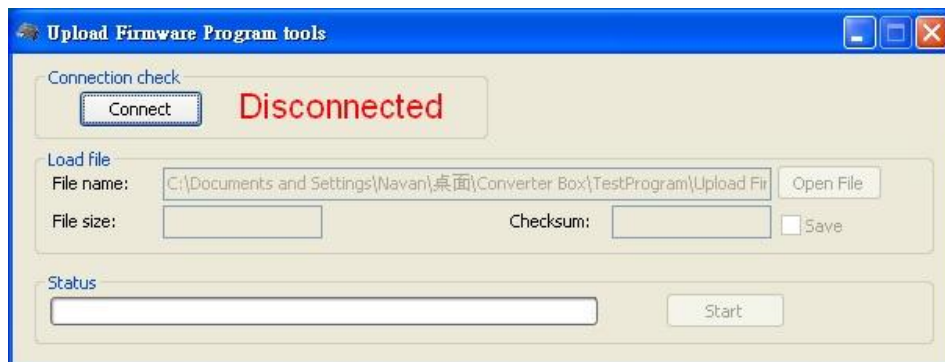 Upload Firmware Program tools
Connection check
Connect Disconnected
Load file
File name: C:\Documents and Settings\Navan\桌面\Converter Box\TestProgram\Upload Fir Open File
File size: Checksum: Save
Status
Start